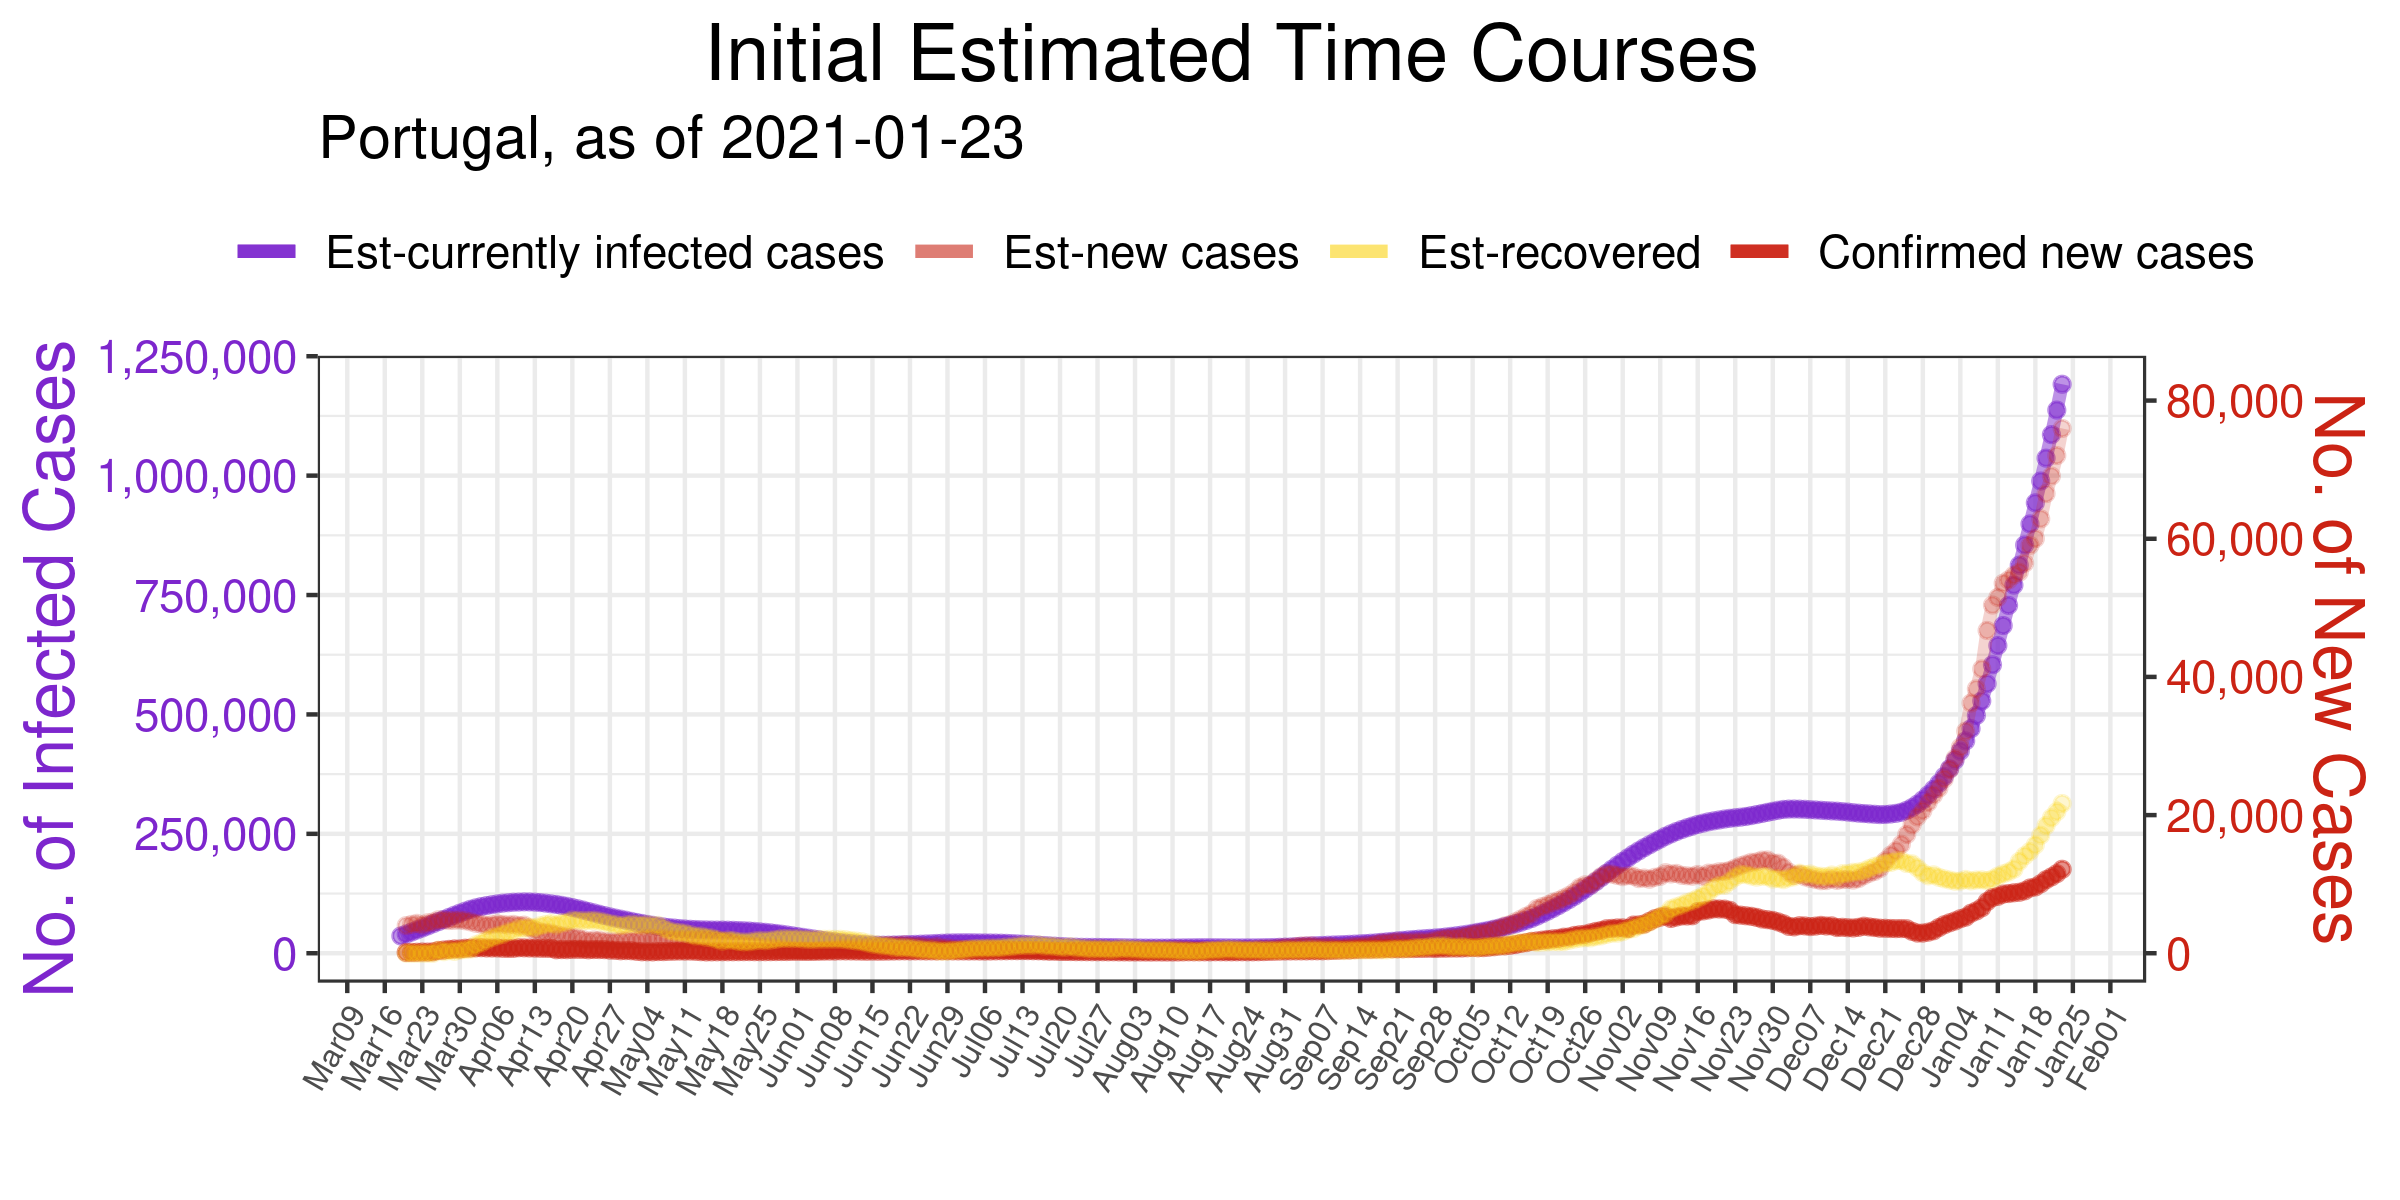 Initial Estimated Time Courses
Portugal, as of 2021-01-23
Est-currently infected cases Est-new cases Est-recovered Confirmed new cases
No. of Infected Cases
1,250,000
1,000,000
750,000
500,000
250,000
0
80,000
60,000
40,000
20,000
0
No. of New Cases
Mar09 Mar16 Mar23 Mar30 Apr06 Apr13 Apr20 Apr27 May04 May11 May18 May25 Jun01 Jun08 Jun15 Jun22 Jun29 Jul06 Jul13 Jul20 Jul27 Aug03 Aug10 Aug17 Aug24 Aug31 Sep07 Sep14 Sep21 Sep28 Oct05 Oct12 Oct19 Oct26 Nov02 Nov09 Nov16 Nov23 Nov30 Dec07 Dec14 Dec21 Dec28 Jan04 Jan11 Jan18 Jan25 Feb01